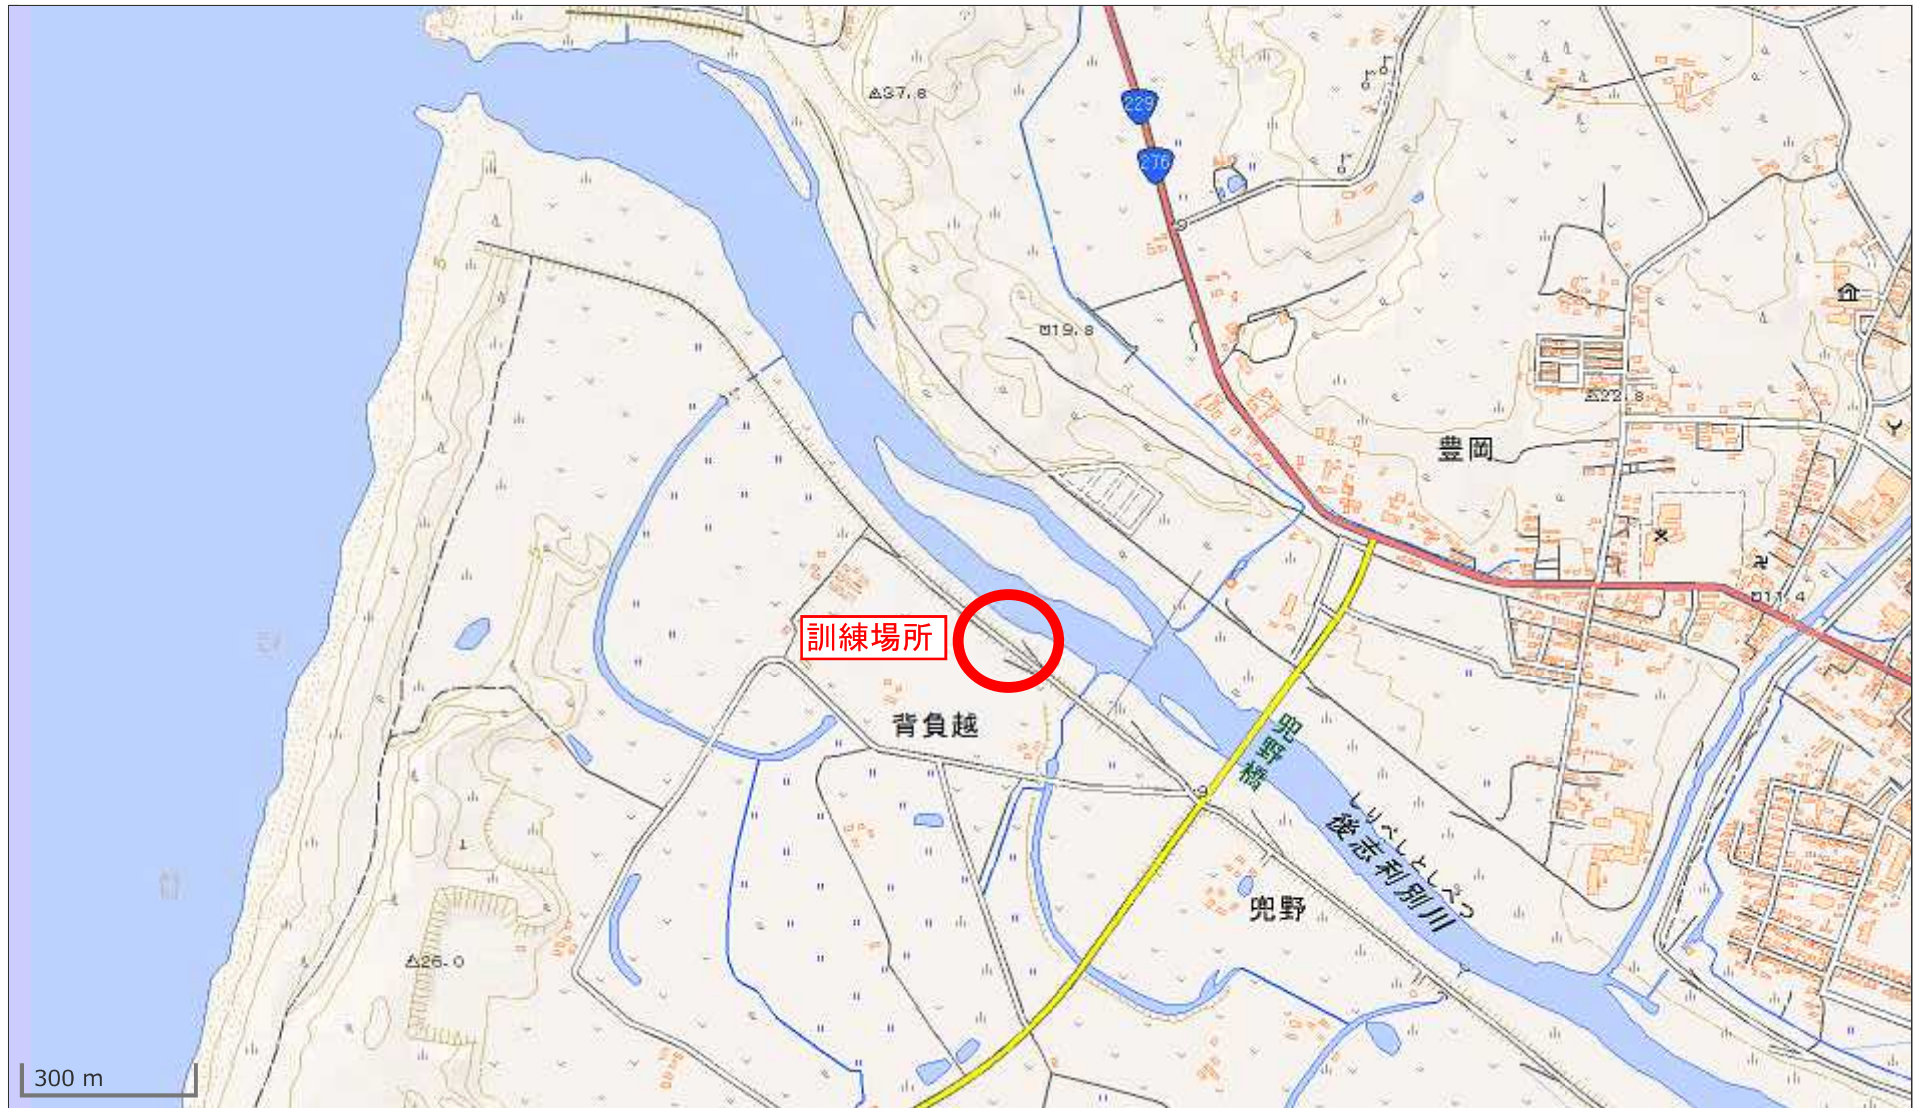 37.8
229
276
5
19.8
22.8
豊岡
11.4
訓練場所
背負越
兜野橋
しりべしとしべつ
後志利別川
兜野
26.0
300 m